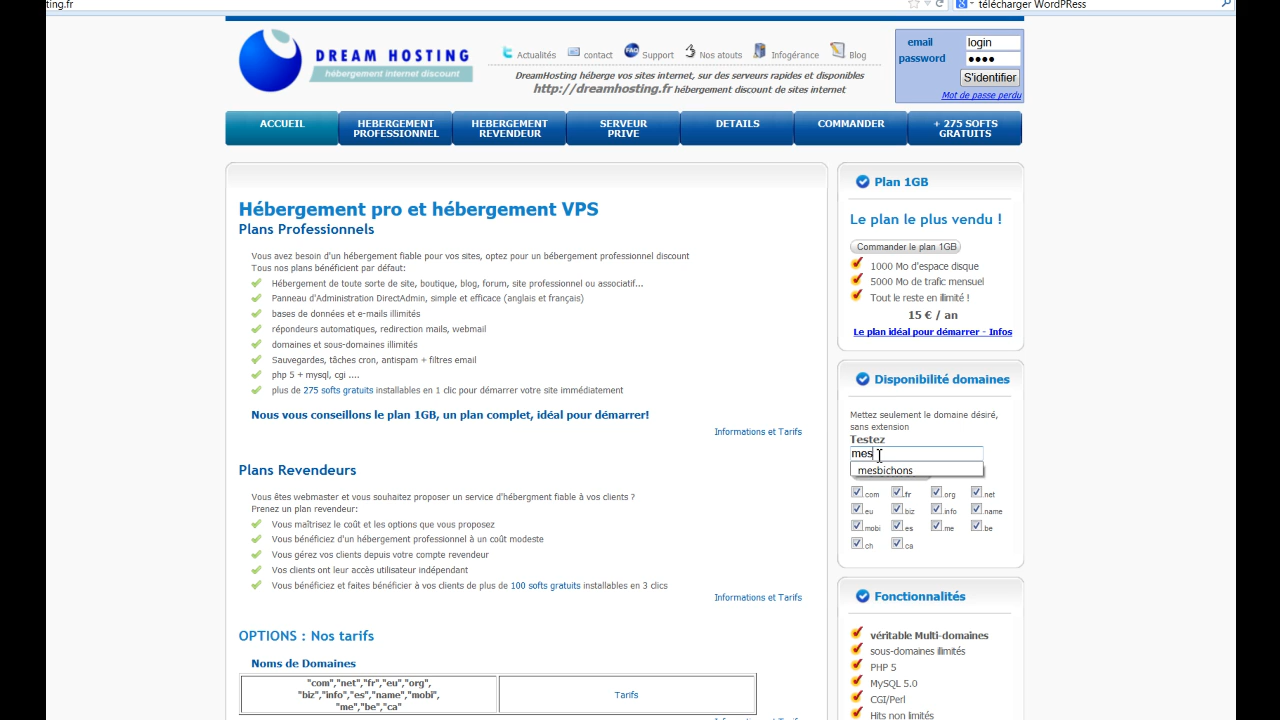 ting.fr
télécharger WordPRess
DREAM HOSTING
hébergement internet discount
Actualités
contact
FAQ
Support
Nos atouts
Infogérance
Blog
DreamHosting héberge vos sites internet, sur des serveurs rapides et disponibles
http://dreamhosting.fr hébergement discount de sites internet
email
login
password
S'identifier
Mot de passe perdu
ACCUEIL
HEBERGEMENT
PROFESSIONNEL
HEBERGEMENT
REVENDEUR
SERVEUR
PRIVE
DETAILS
COMMANDER
+ 275 SOFTS
GRATUITS
Hébergement pro et hébergement VPS
Plans Professionnels
Vous avez besoin d'un hébergement fiable pour vos sites, optez pour un bébergement professionnel discount
Tous nos plans bénéficient par défaut:
Hébergement de toute sorte de site, boutique, blog, forum, site professionnel ou associatif...
Panneau d'Administration DirectAdmin, simple et efficace (anglais et français)
bases de données et e-mails illimités
répondeurs automatiques, redirection mails, webmail
domaines et sous-domaines illimités
Sauvegardes, tâches cron, antispam + filtres email
php 5 + mysql, cgi ....
plus de 275 softs gratuits installables en 1 clic pour démarrer votre site immédiatement
Nous vous conseillons le plan 1GB, un plan complet, idéal pour démarrer!
Informations et Tarifs
Plans Revendeurs
Vous êtes webmaster et vous souhaitez proposer un service d'hébergment fiable à vos clients ?
Prenez un plan revendeur:
Vous maîtrisez le coût et les options que vous proposez
Vous bénéficiez d'un hébergement professionnel à un coût modeste
Vous gérez vos clients depuis votre compte revendeur
Vos clients ont leur accès utilisateur indépendant
Vous bénéficiez et faites bénéficier à vos clients de plus de 100 softs gratuits installables en 3 clics
Informations et Tarifs
OPTIONS : Nos tarifs
Noms de Domaines
"com","net","fr","eu","org",
"biz","info","es","name","mobi",
"me","be","ca"
Tarifs
Plan 1GB
Le plan le plus vendu !
Commander le plan 1GB
1000 Mo d'espace disque
5000 Mo de trafic mensuel
Tout le reste en illimité !
15 € / an
Le plan idéal pour démarrer - Infos
Disponibilité domaines
Mettez seulement le domaine désiré,
sans extension
Testez
mes
mesbichons
.com .fr .org .net
.eu .biz .info .name
.mobi .es .me .be
.ch .ca
Fonctionnalités
véritable Multi-domaines
sous-domaines illimités
PHP 5
MySQL 5.0
CGI/Perl
Hits non limités